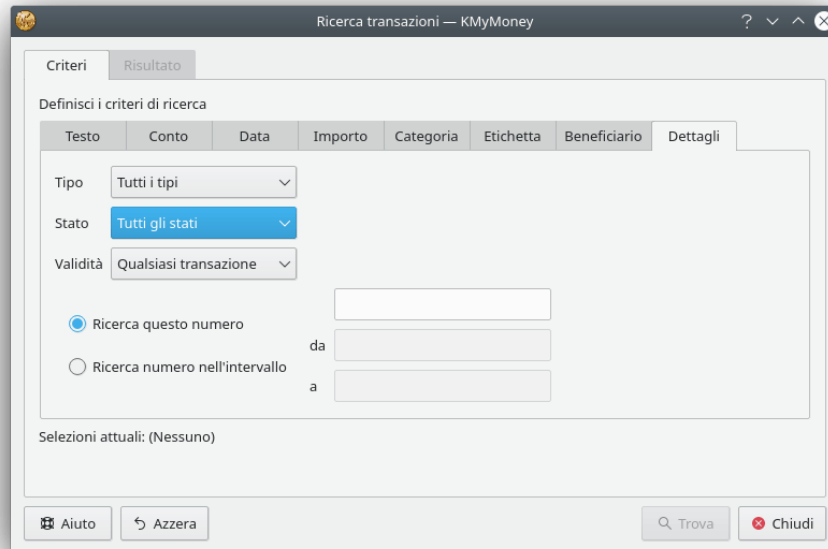 Ricerca transazioni — KMyMoney
Criteri Risultato
Definisci i criteri di ricerca
Testo Conto Data Importo Categoria Etichetta Beneficiario Dettagli
Tipo Tutti i tipi
Stato Tutti gli stati
Validità Qualsiasi transazione
Ricerca questo numero
da
Ricerca numero nell'intervallo
a
Selezioni attuali: (Nessuno)
Aiuto Azzera Trova Chiudi